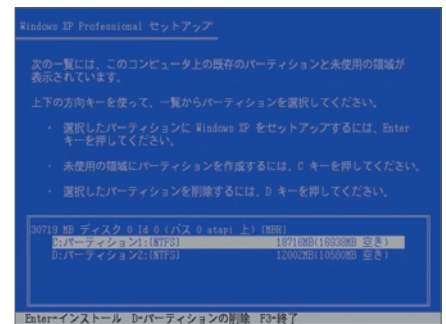 Windows XP Professional セットアップ
次の一覧には、このコンピュータ上の既存のパーティションと未使用の領域が
表示されています。
上下の方向キーを使って、一覧からパーティションを選択してください。
・ 選択したパーティションに Windows XP をセットアップするには、Enter
キーを押してください。
・ 未使用の領域にパーティションを作成するには、C キーを押してください。
・ 選択したパーティションを削除するには、D キーを押してください。
30719 MB ディスク 0 Id 0 (バス 0 atapi 上) [MBR]
C:パーティション1:[NTFS] 18716MB(16938MB 空き)
D:パーティション2:[NTFS] 12002MB(10580MB 空き)
Enter=インストール D=パーティションの削除 F3=終了